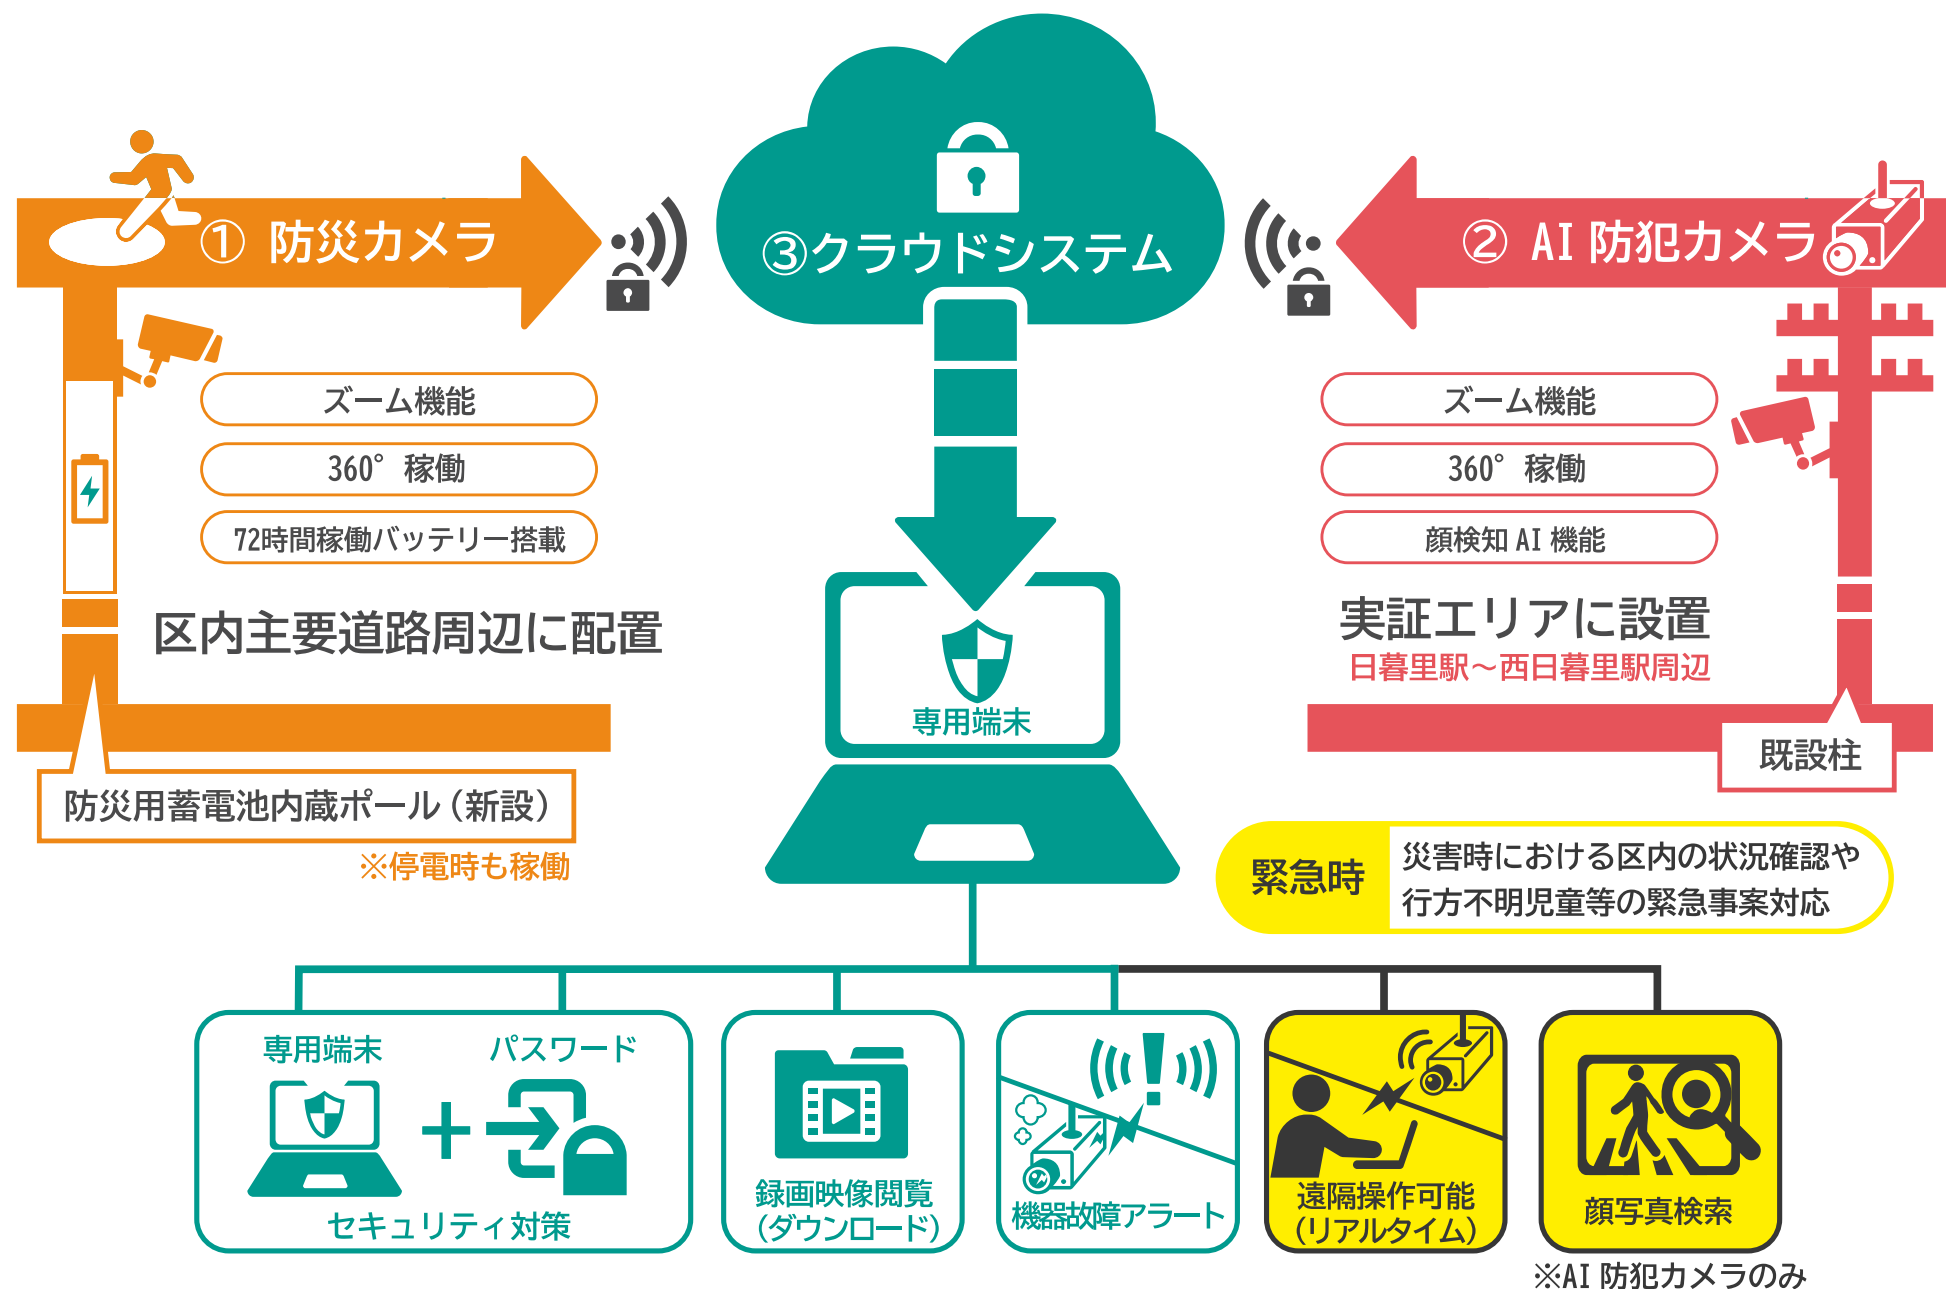 ① 防災カメラ
③クラウドシステム
② AI 防犯カメラ
ズーム機能
360° 稼働
72時間稼働バッテリー搭載
区内主要道路周辺に配置
防災用蓄電池内蔵ポール（新設）
※停電時も稼働
ズーム機能
360° 稼働
顔検知 AI 機能
実証エリアに設置
日暮里駅～西日暮里駅周辺
既設柱
専用端末
緊急時
災害時における区内の状況確認や
行方不明児童等の緊急事案対応
専用端末
パスワード
セキュリティ対策
録画映像閲覧
（ダウンロード）
機器故障アラート
遠隔操作可能
（リアルタイム）
顔写真検索
※AI 防犯カメラのみ